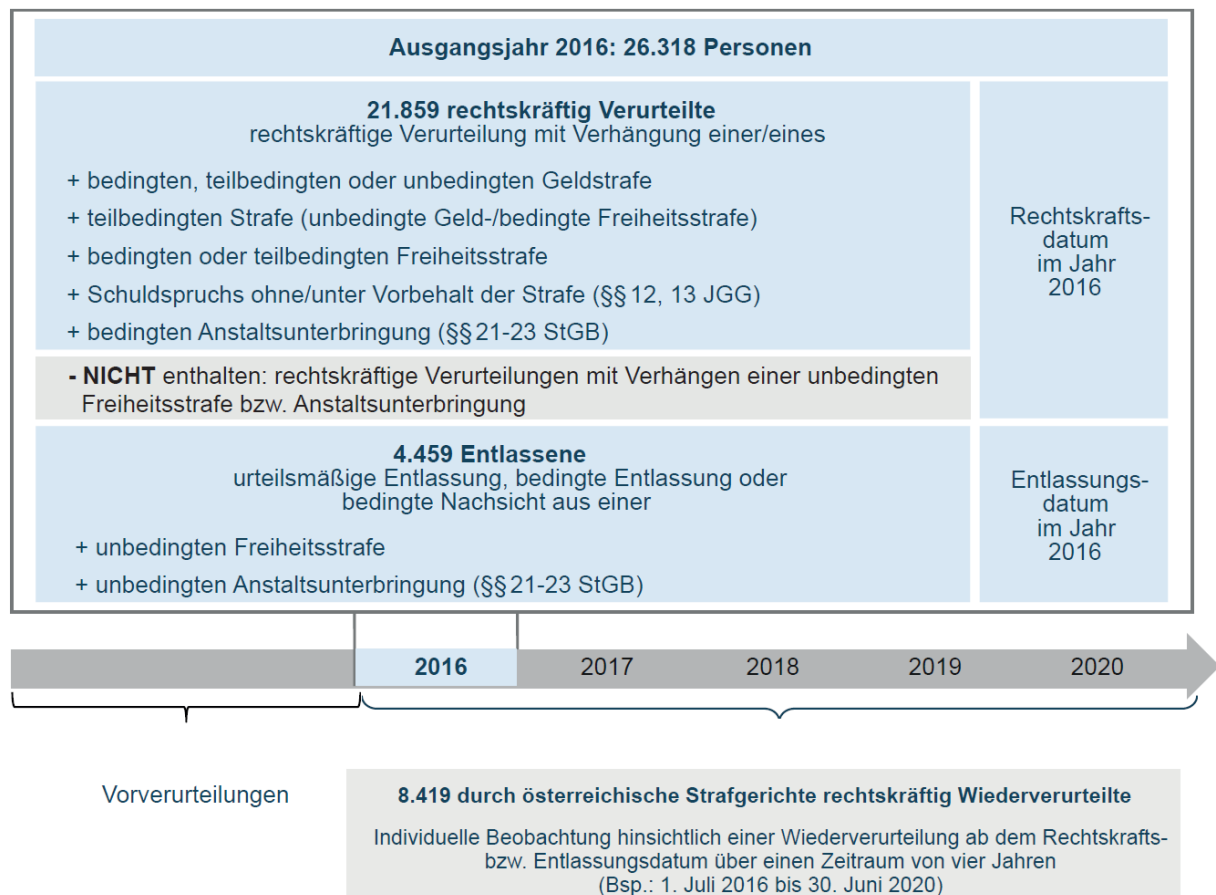 Ausgangsjahr 2016: 26.318 Personen
21.859 rechtskräftig Verurteilte
rechtskräftige Verurteilung mit Verhängung einer/eines
+ bedingten, teilbedingten oder unbedingten Geldstrafe
+ teilbedingten Strafe (unbedingte Geld-/bedingte Freiheitsstrafe)
+ bedingten oder teilbedingten Freiheitsstrafe
+ Schuldspruchs ohne/unter Vorbehalt der Strafe (§§ 12, 13 JGG)
+ bedingten Anstaltsunterbringung (§§ 21-23 StGB)
Rechtskrafts-
datum
im Jahr
2016
- NICHT enthalten: rechtskräftige Verurteilungen mit Verhängen einer unbedingten
Freiheitsstrafe bzw. Anstaltsunterbringung
4.459 Entlassene
urteilsmäßige Entlassung, bedingte Entlassung oder
bedingte Nachsicht aus einer
+ unbedingten Freiheitsstrafe
+ unbedingten Anstaltsunterbringung (§§ 21-23 StGB)
Entlassungs-
datum
im Jahr
2016
2016 2017 2018 2019 2020
Vorverurteilungen
8.419 durch österreichische Strafgerichte rechtskräftig Wiederverurteilte
Individuelle Beobachtung hinsichtlich einer Wiederverurteilung ab dem Rechtskrafts-
bzw. Entlassungsdatum über einen Zeitraum von vier Jahren
(Bsp.: 1. Juli 2016 bis 30. Juni 2020)